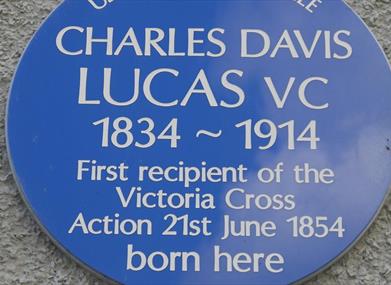 CHARLES DAVIS
LUCAS VC
1834 ~ 1914
First recipient of the
Victoria Cross
Action 21st June 1854
born here